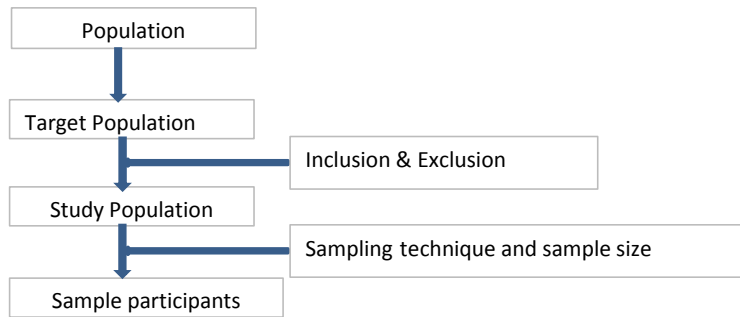 Population
Target Population
Inclusion & Exclusion
Study Population
Sampling technique and sample size
Sample participants